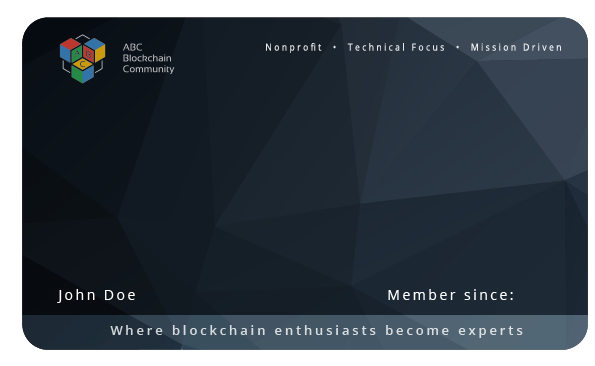 ABC
Blockchain
Community
Nonprofit • Technical Focus • Mission Driven
John Doe
Member since:
Where blockchain enthusiasts become experts